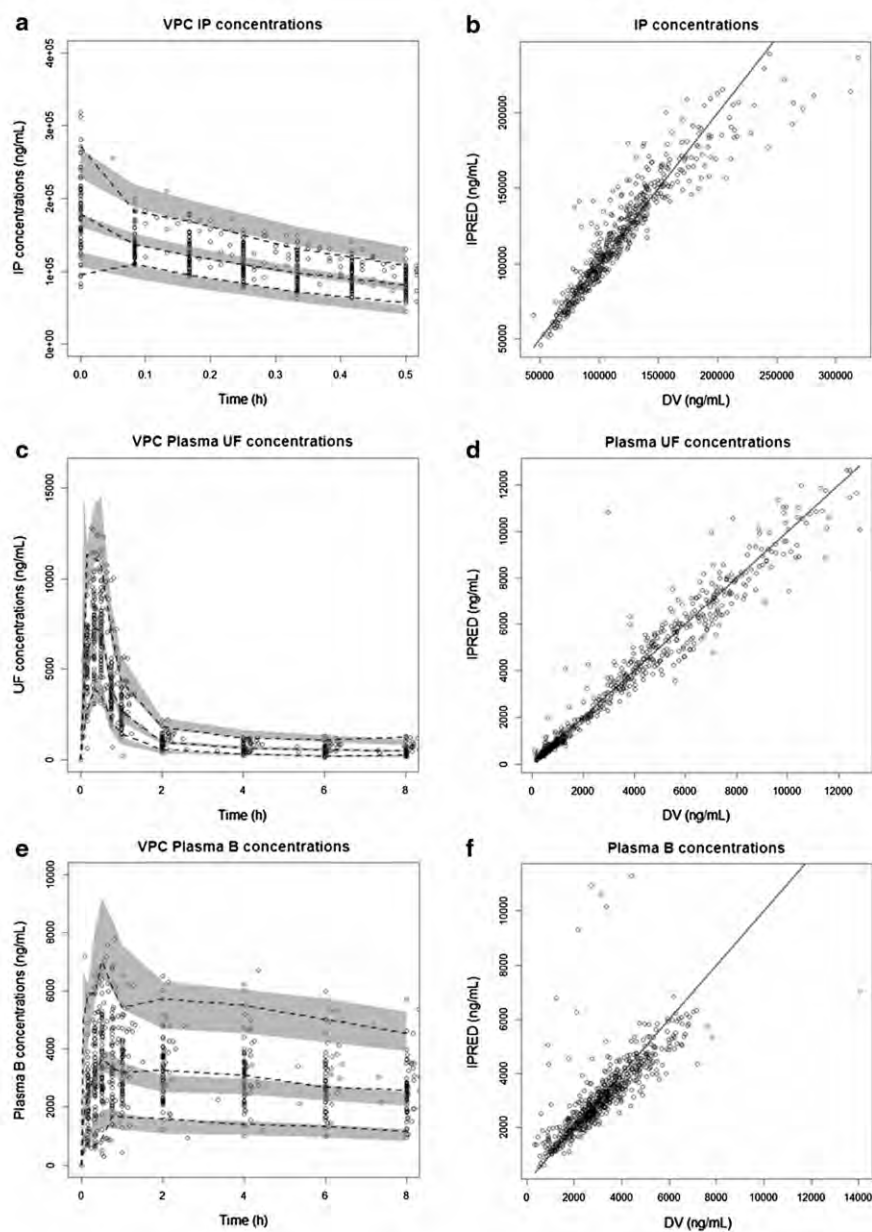 a
VPC IP concentrations
IP concentrations (ng/mL)
0e+00 1e+05 2e+05 3e+05 4e+05
0.0 0.1 0.2 0.3 0.4 0.5
Time (h)
b
IP concentrations
IPRED (ng/mL)
50000 100000 150000 200000
50000 100000 150000 200000 250000 300000
DV (ng/mL)
c
VPC Plasma UF concentrations
UF concentrations (ng/mL)
0 5000 10000 15000
0 2 4 6 8
Time (h)
d
Plasma UF concentrations
IPRED (ng/mL)
0 2000 4000 6000 8000 10000 12000
0 2000 4000 6000 8000 10000 12000
DV (ng/mL)
e
VPC Plasma B concentrations
Plasma B concentrations (ng/mL)
0 2000 4000 6000 8000 10000
0 2 4 6 8
Time (h)
f
Plasma B concentrations
IPRED (ng/mL)
2000 4000 6000 8000 10000
2000 4000 6000 8000 10000 12000 14000
DV (ng/mL)